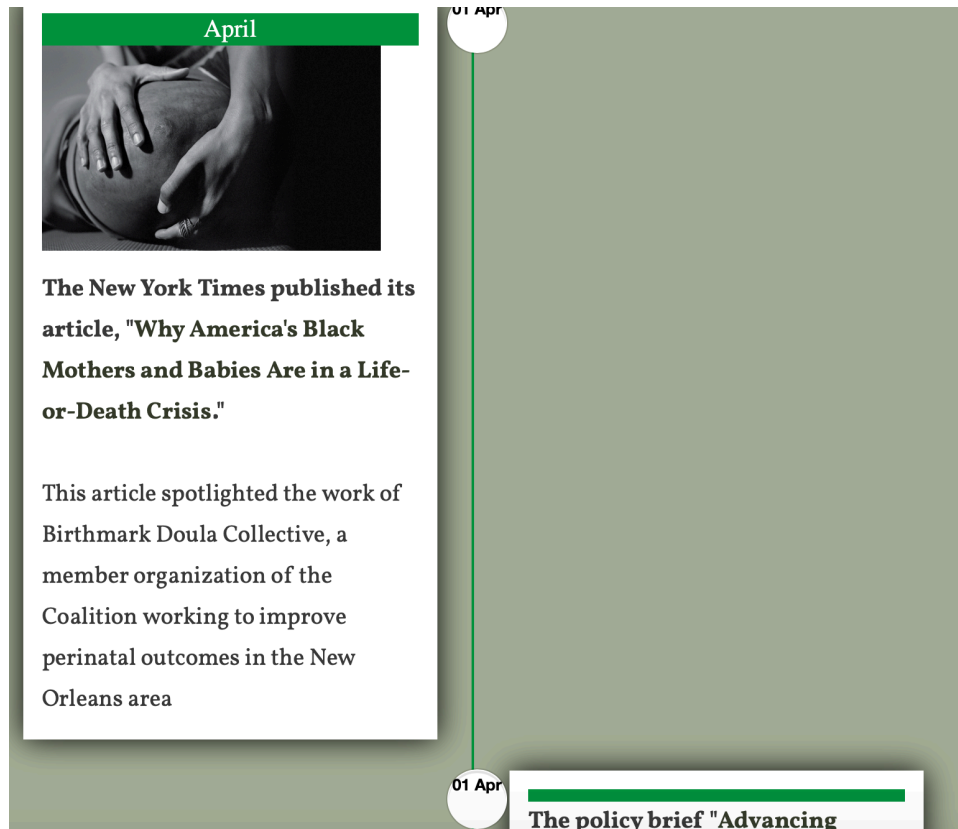 April
01 Apr
The New York Times published its
article, "Why America's Black
Mothers and Babies Are in a Life-
or-Death Crisis."
This article spotlighted the work of
Birthmark Doula Collective, a
member organization of the
Coalition working to improve
perinatal outcomes in the New
Orleans area
01 Apr
The policy brief "Advancing